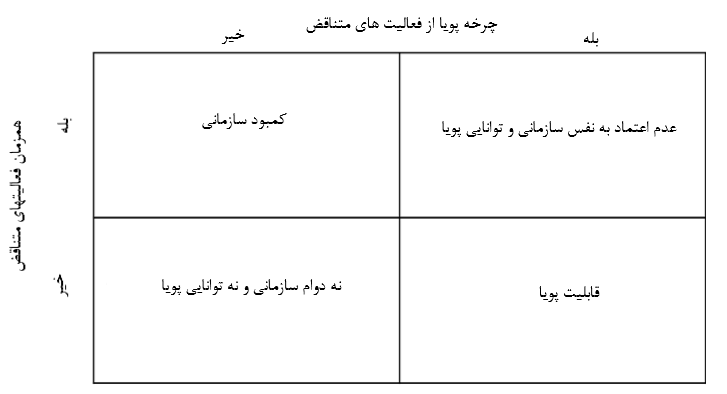 چرخه پویا از فعالیت های متناقض
بله
خیر
همزمان فعالیتهای متناقض
بله
عدم اعتماد به نفس سازمانی و توانایی پویا
کمبود سازمانی
خیر
قابلیت پویا
نه دوام سازمانی و نه توانایی پویا